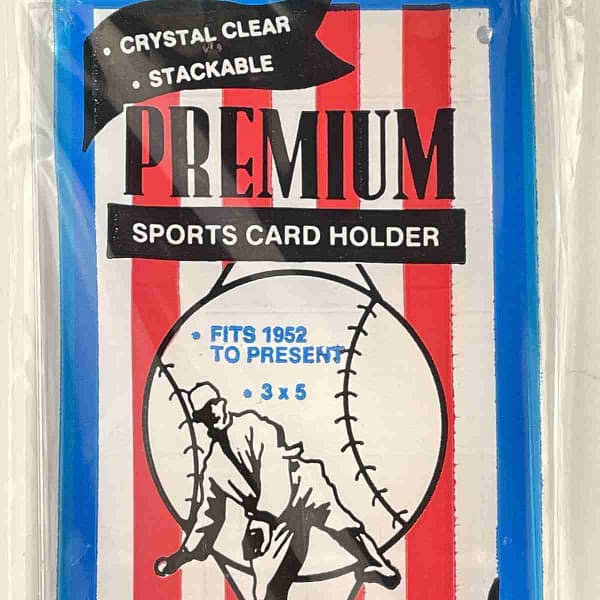 • CRYSTAL CLEAR
• STACKABLE
PREMIUM
SPORTS CARD HOLDER
• FITS 1952
TO PRESENT
• 3 x 5